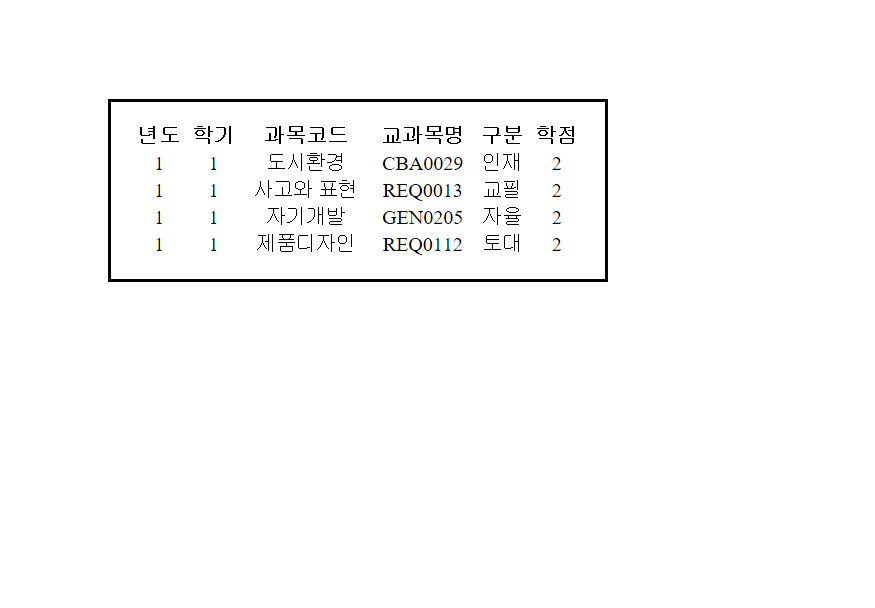 년도 학기 과목코드 교과목명 구분 학점
1 1 도시환경 CBA0029 인재 2
1 1 사고와 표현 REQ0013 교필 2
1 1 자기개발 GEN0205 자율 2
1 1 제품디자인 REQ0112 토대 2